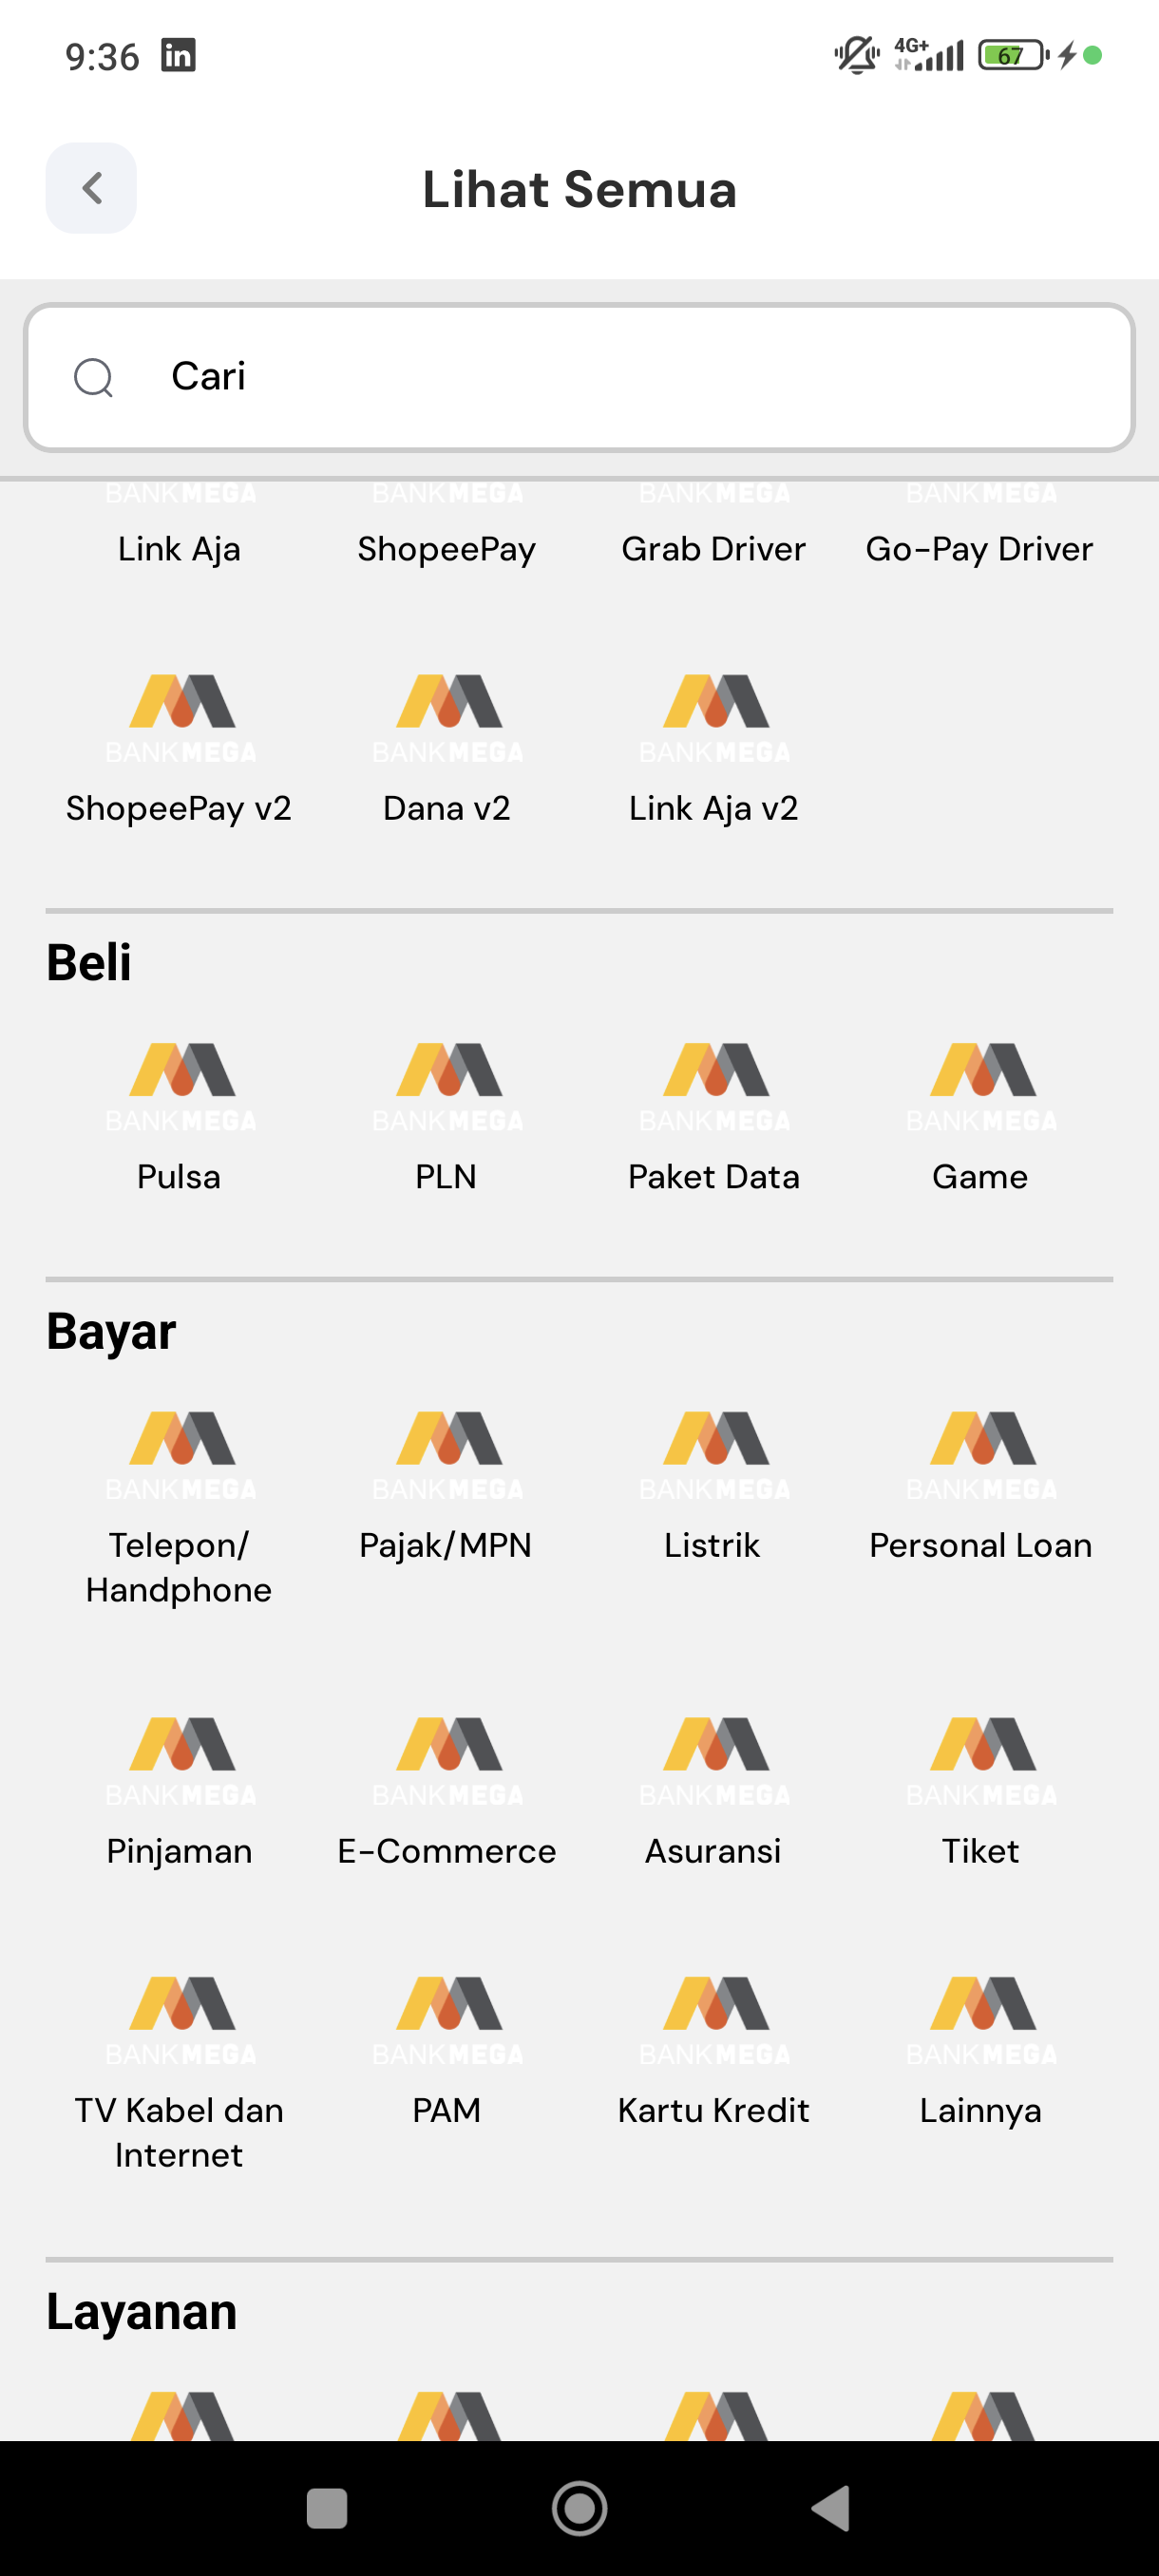 9:36
4G+
67
Lihat Semua
Cari
BANKMEGA BANKMEGA BANKMEGA BANKMEGA
Link Aja ShopeePay Grab Driver Go-Pay Driver
BANKMEGA BANKMEGA BANKMEGA
ShopeePay v2 Dana v2 Link Aja v2
Beli
BANKMEGA BANKMEGA BANKMEGA BANKMEGA
Pulsa PLN Paket Data Game
Bayar
BANKMEGA BANKMEGA BANKMEGA BANKMEGA
Telepon/ Pajak/MPN Listrik Personal Loan
Handphone
BANKMEGA BANKMEGA BANKMEGA BANKMEGA
Pinjaman E-Commerce Asuransi Tiket
BANKMEGA BANKMEGA BANKMEGA BANKMEGA
TV Kabel dan PAM Kartu Kredit Lainnya
Internet
Layanan